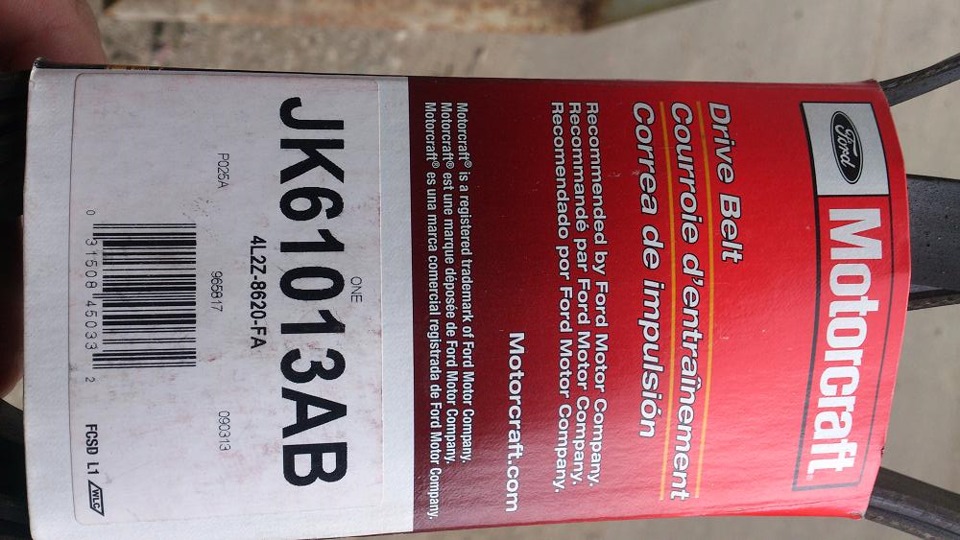 Ford
Motorcraft®
Drive Belt
Courroie d'entraînement
Correa de impulsión
Recommended by Ford Motor Company.
Recommandé par Ford Motor Company.
Recomendado por Ford Motor Company.
Motorcraft.com
Motorcraft® is a registered trademark of Ford Motor Company.
Motorcraft® est une marque déposée de Ford Motor Company.
Motorcraft® es una marca comercial registrada de Ford Motor Company.
ONE
JK61013AB
4L2Z-8620-FA
P025A 965817 090313
0 31508 45033 2
FCSD L1 WLC